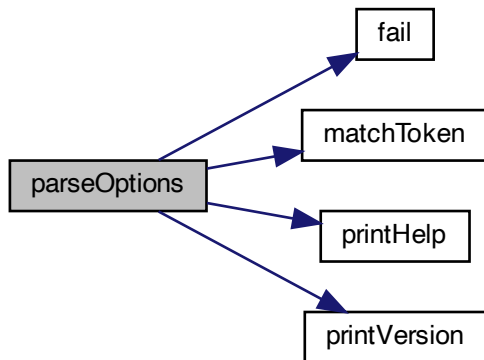 fail
matchToken
parseOptions
printHelp
printVersion